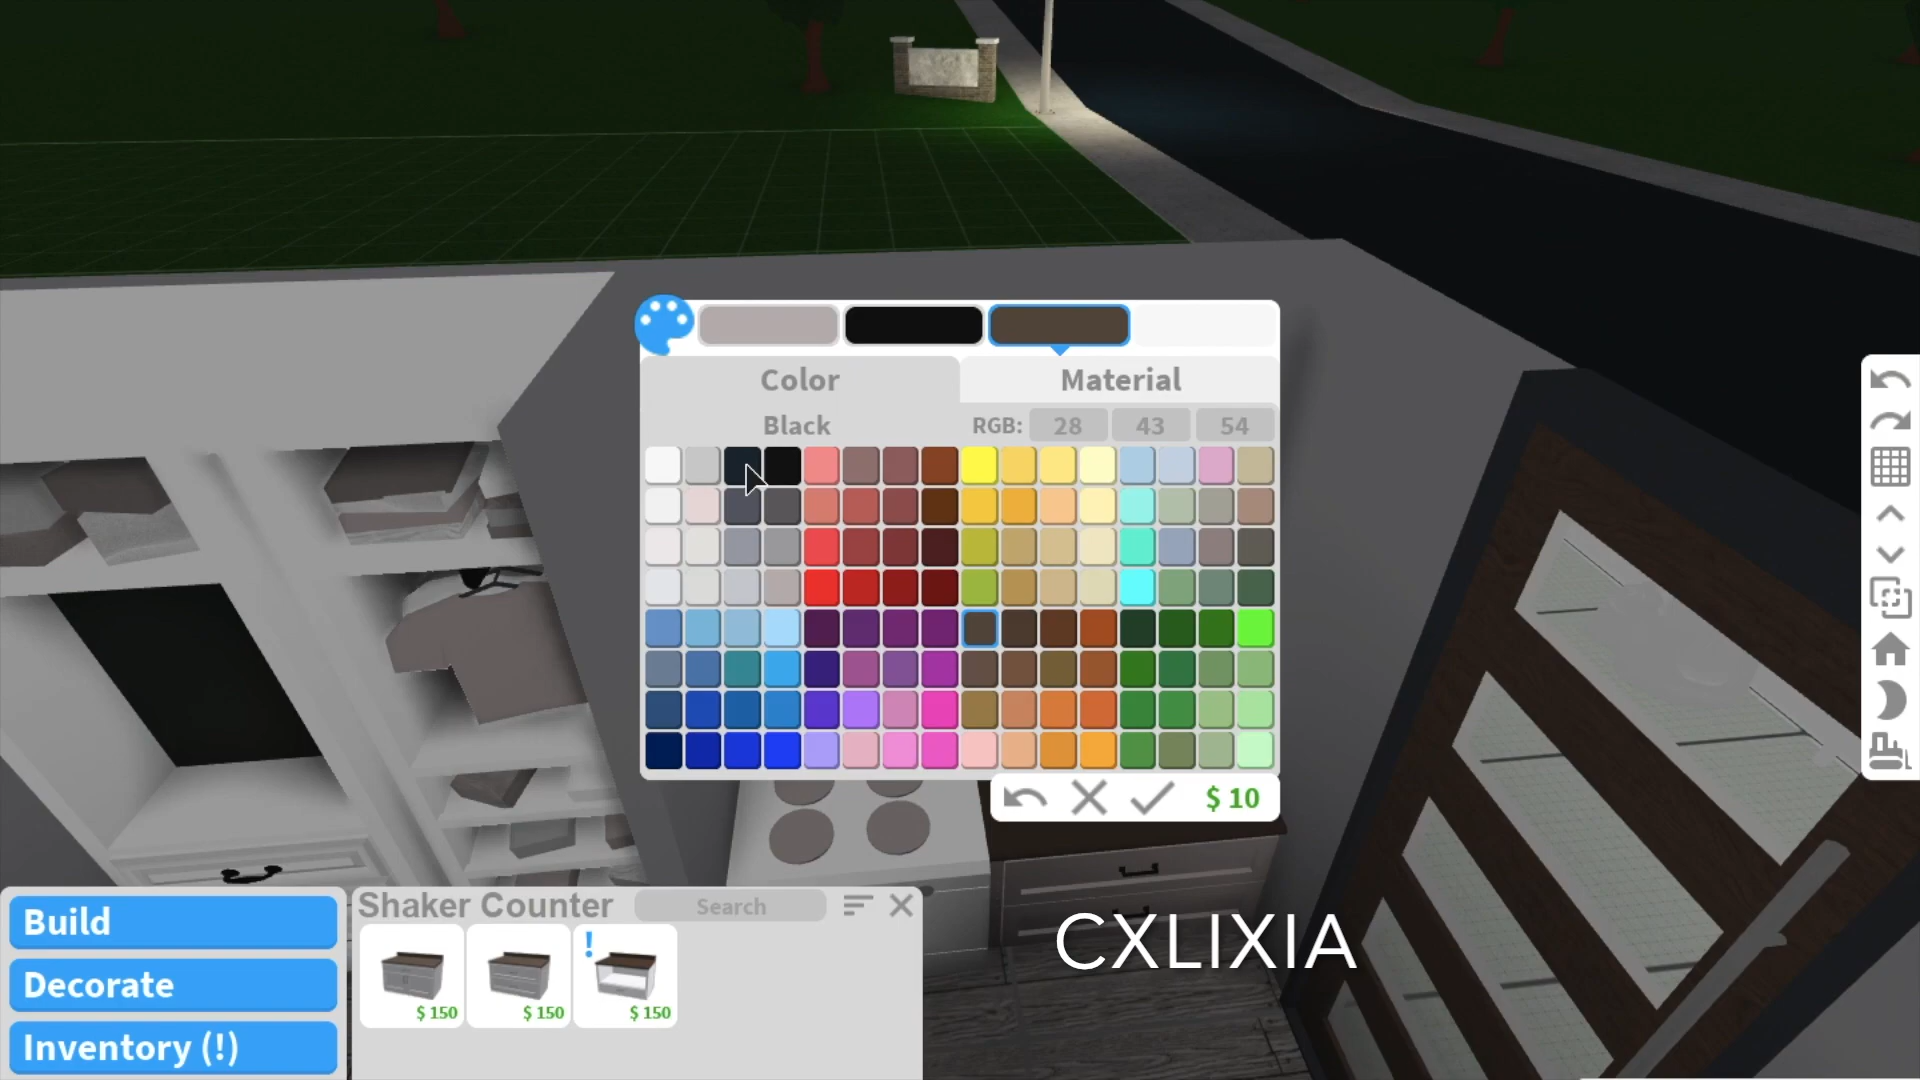 Color
Material
Black
RGB: 28 43 54
$ 10
Build
Decorate
Inventory (!)
Shaker Counter
Search
!
$ 150
$ 150
$ 150
CXLIXIA